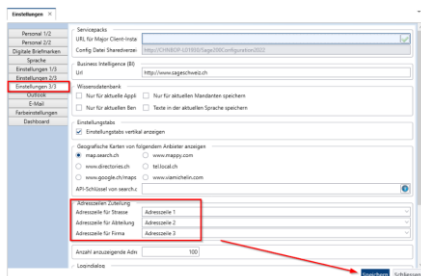 Einstellungen ×
Servicepacks
Personal 1/2
Personal 2/2
Digitale Briefmarken
Sprache
Einstellungen 1/3
Einstellungen 2/3
Einstellungen 3/3
Outlook
E-Mail
Farbeinstellungen
Dashboard
URL für Major Client-Insta
Config Datei Sharedverzei
Business Intelligence (BI)
Url http://www.sageschweiz.ch
Wissensdatenbank
Nur für aktuelle Appli Nur für aktuellen Mandanten speichern
Nur für aktuellen Ben Texte in der aktuellen Sprache speichern
Einstellungstabs
Einstellungstabs vertikal anzeigen
Geografische Karten von folgendem Anbieter anzeigen
map.search.ch www.mappy.com
www.directories.ch tel.local.ch
www.google.ch/maps www.viamichelin.com
API-Schlüssel von search.c
Adresszeilen Zuteilung
Adresszeile für Strasse Adresszeile 1
Adresszeile für Abteilung Adresszeile 2
Adresszeile für Firma Adresszeile 3
Anzahl anzuzeigende Adre 100
Logindialog
Speichern Schliessen